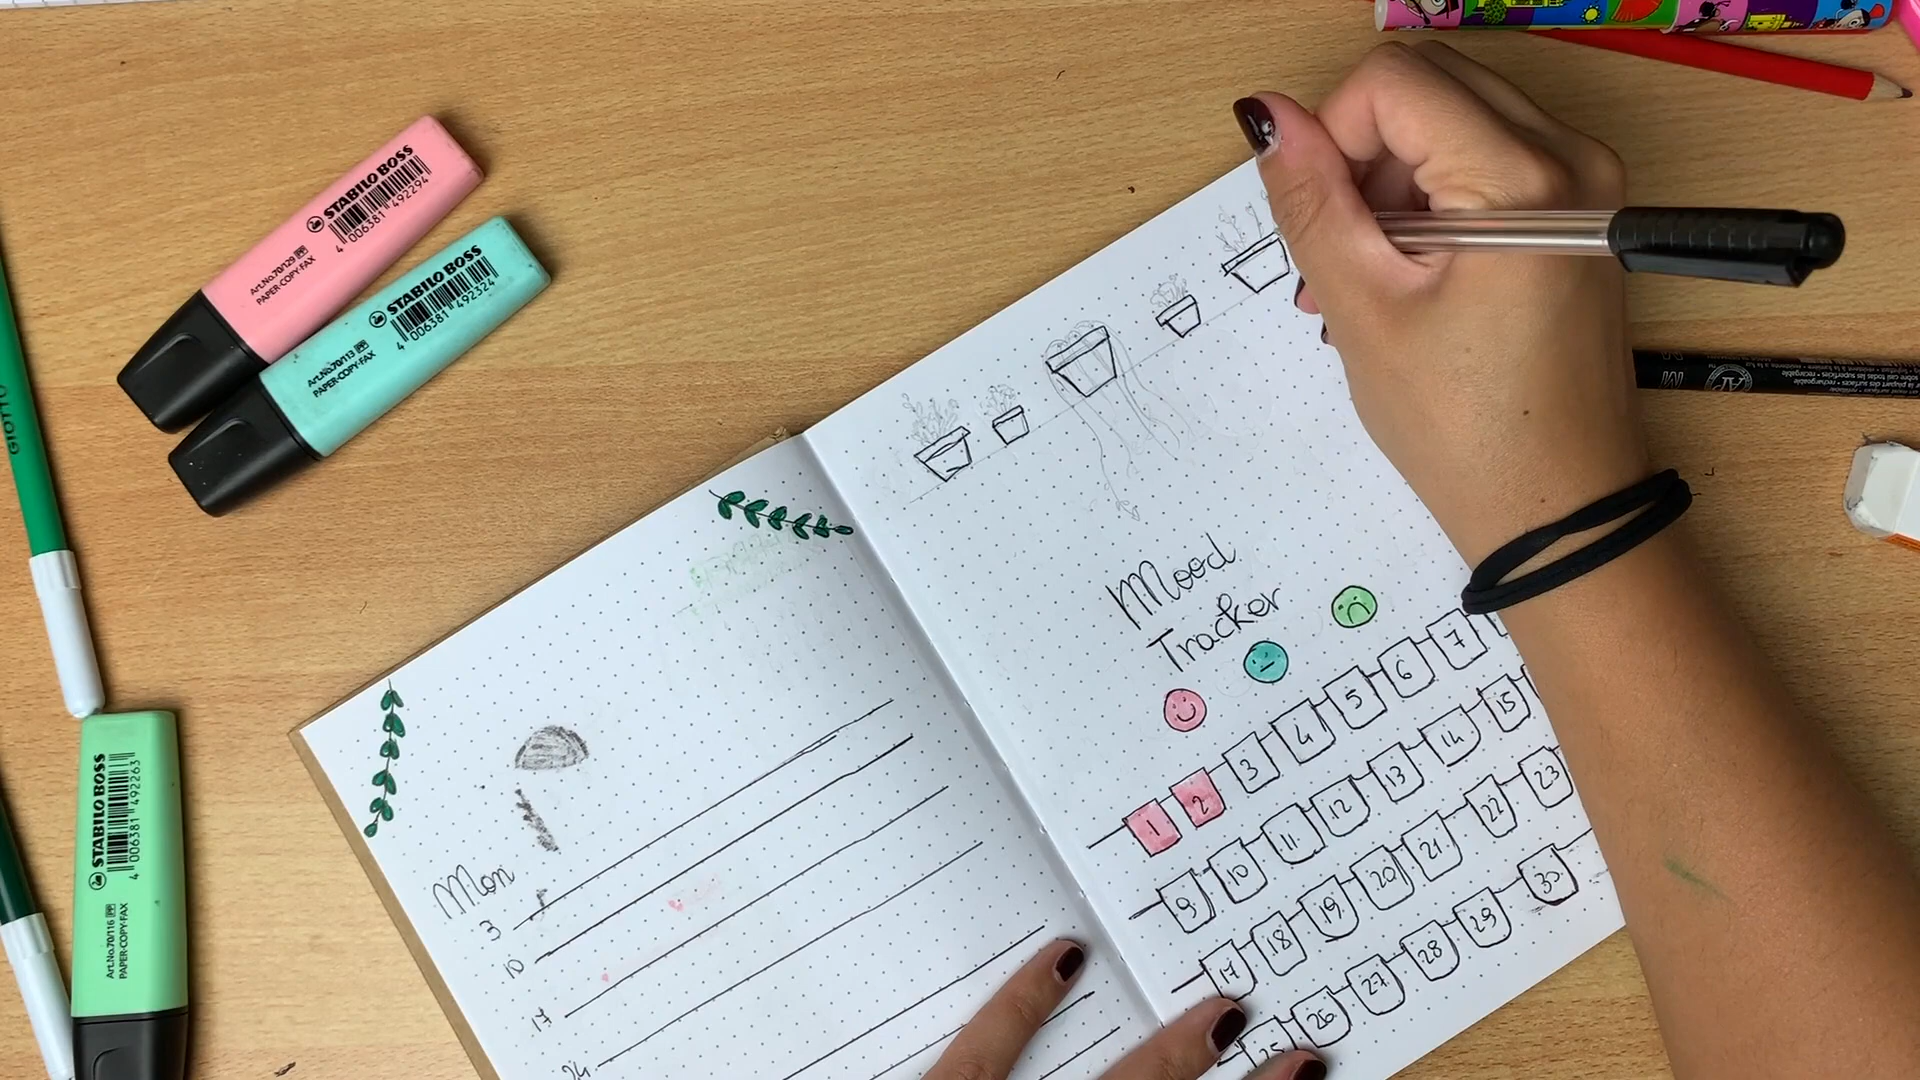 STABILO BOSS
4 006381 492294
Art.No.70/129
PAPER-COPY-FAX
STABILO BOSS
4 006381 492324
Art.No.70/113
PAPER-COPY-FAX
GIOTTO
STABILO BOSS
4 006381 492263
Art.No.70/116
PAPER-COPY-FAX
Mon
3
10
17
24
Mood
Tracker
1 2 3 4 5 6 7
9 10 11 12 13 14 15
17 18 19 20 21 22 23
25 26 27 28 29 30
M